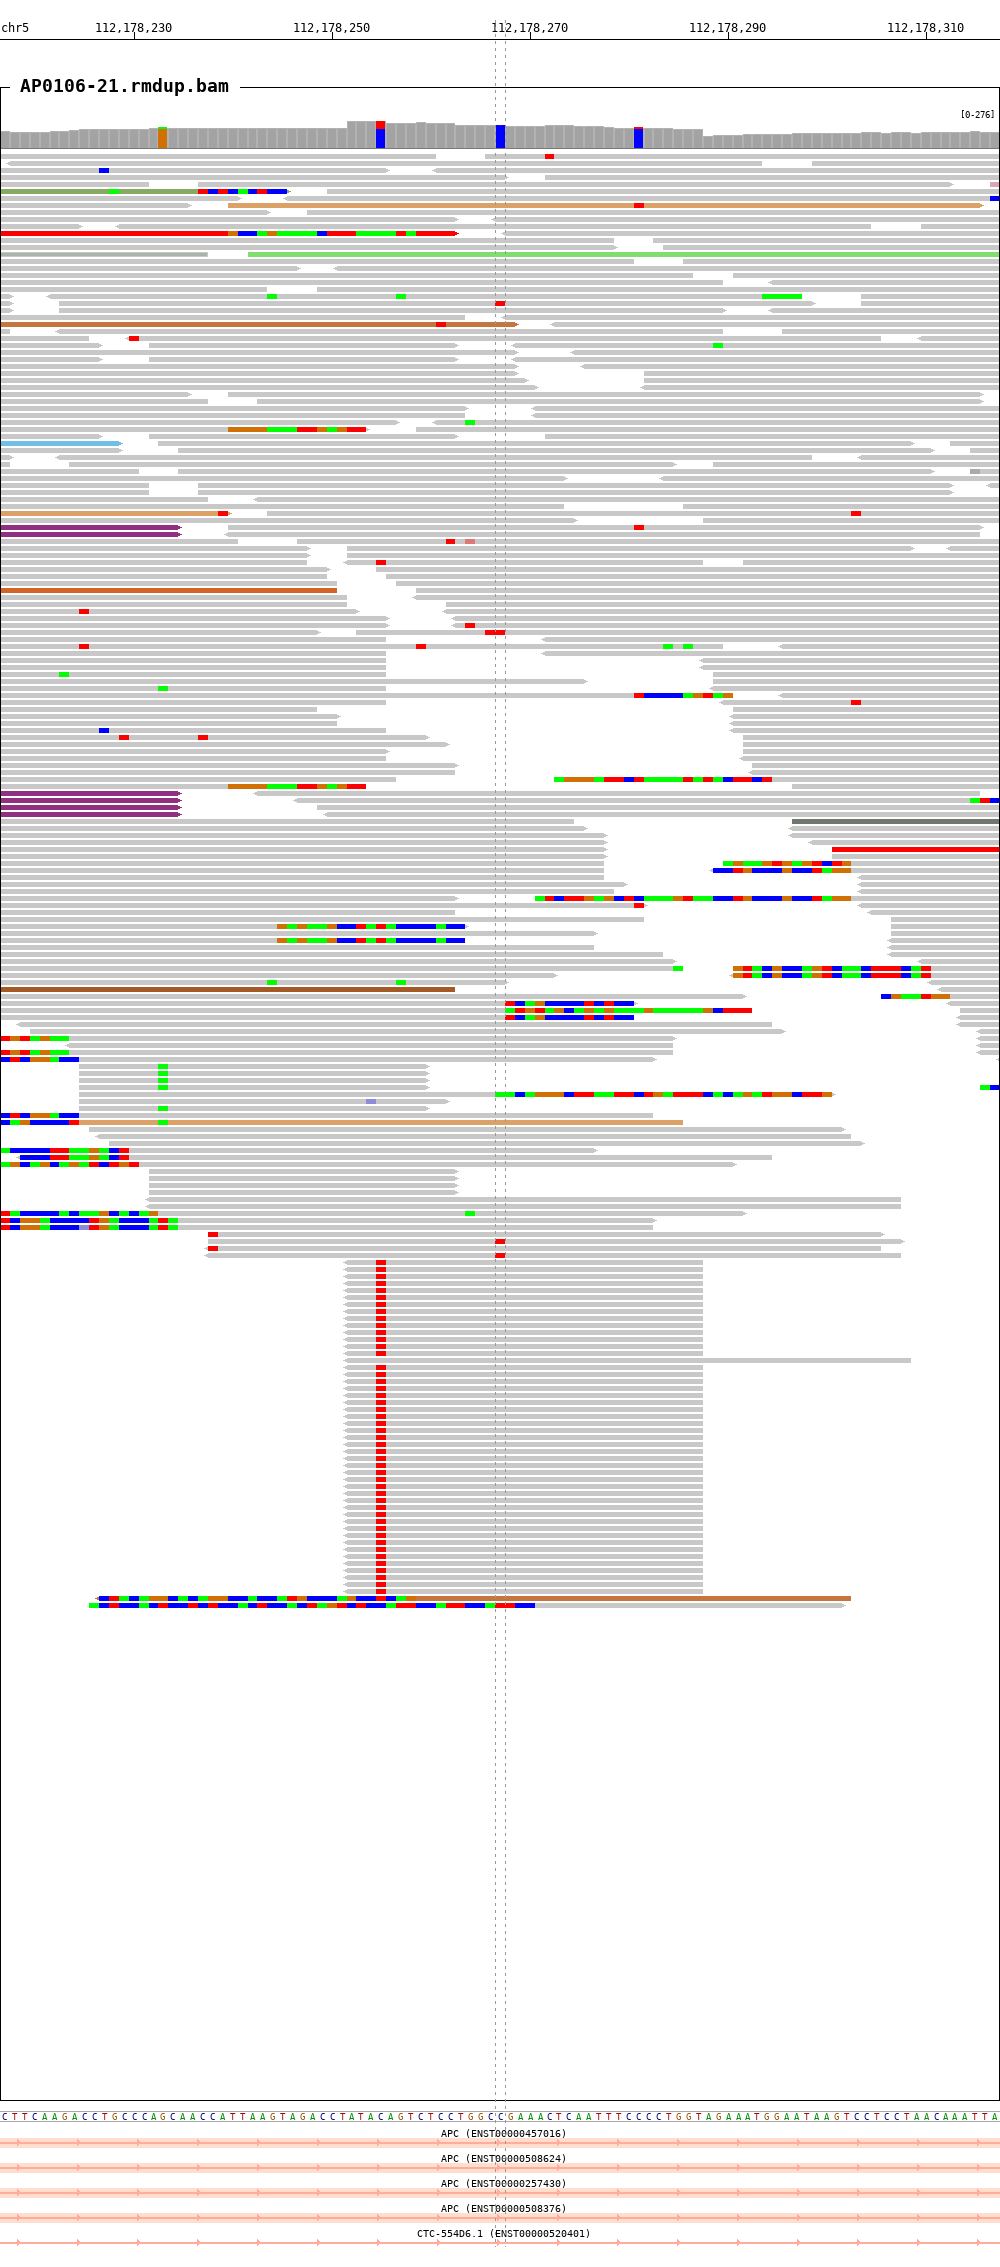 chr5 112,178,230 112,178,250 112,178,270 112,178,290 112,178,310
AP0106-21.rmdup.bam
[0-276]
CTTCAAGACCTGCCCAGCAACCATTAAGTAGACCTATACAGTCTCCTGGCCGAAACTCAATTTCCCCTGGTAGAAATGGAATAAGTCCTCCTAACAAATTA
APC (ENST00000457016)
APC (ENST00000508624)
APC (ENST00000257430)
APC (ENST00000508376)
CTC-554D6.1 (ENST00000520401)